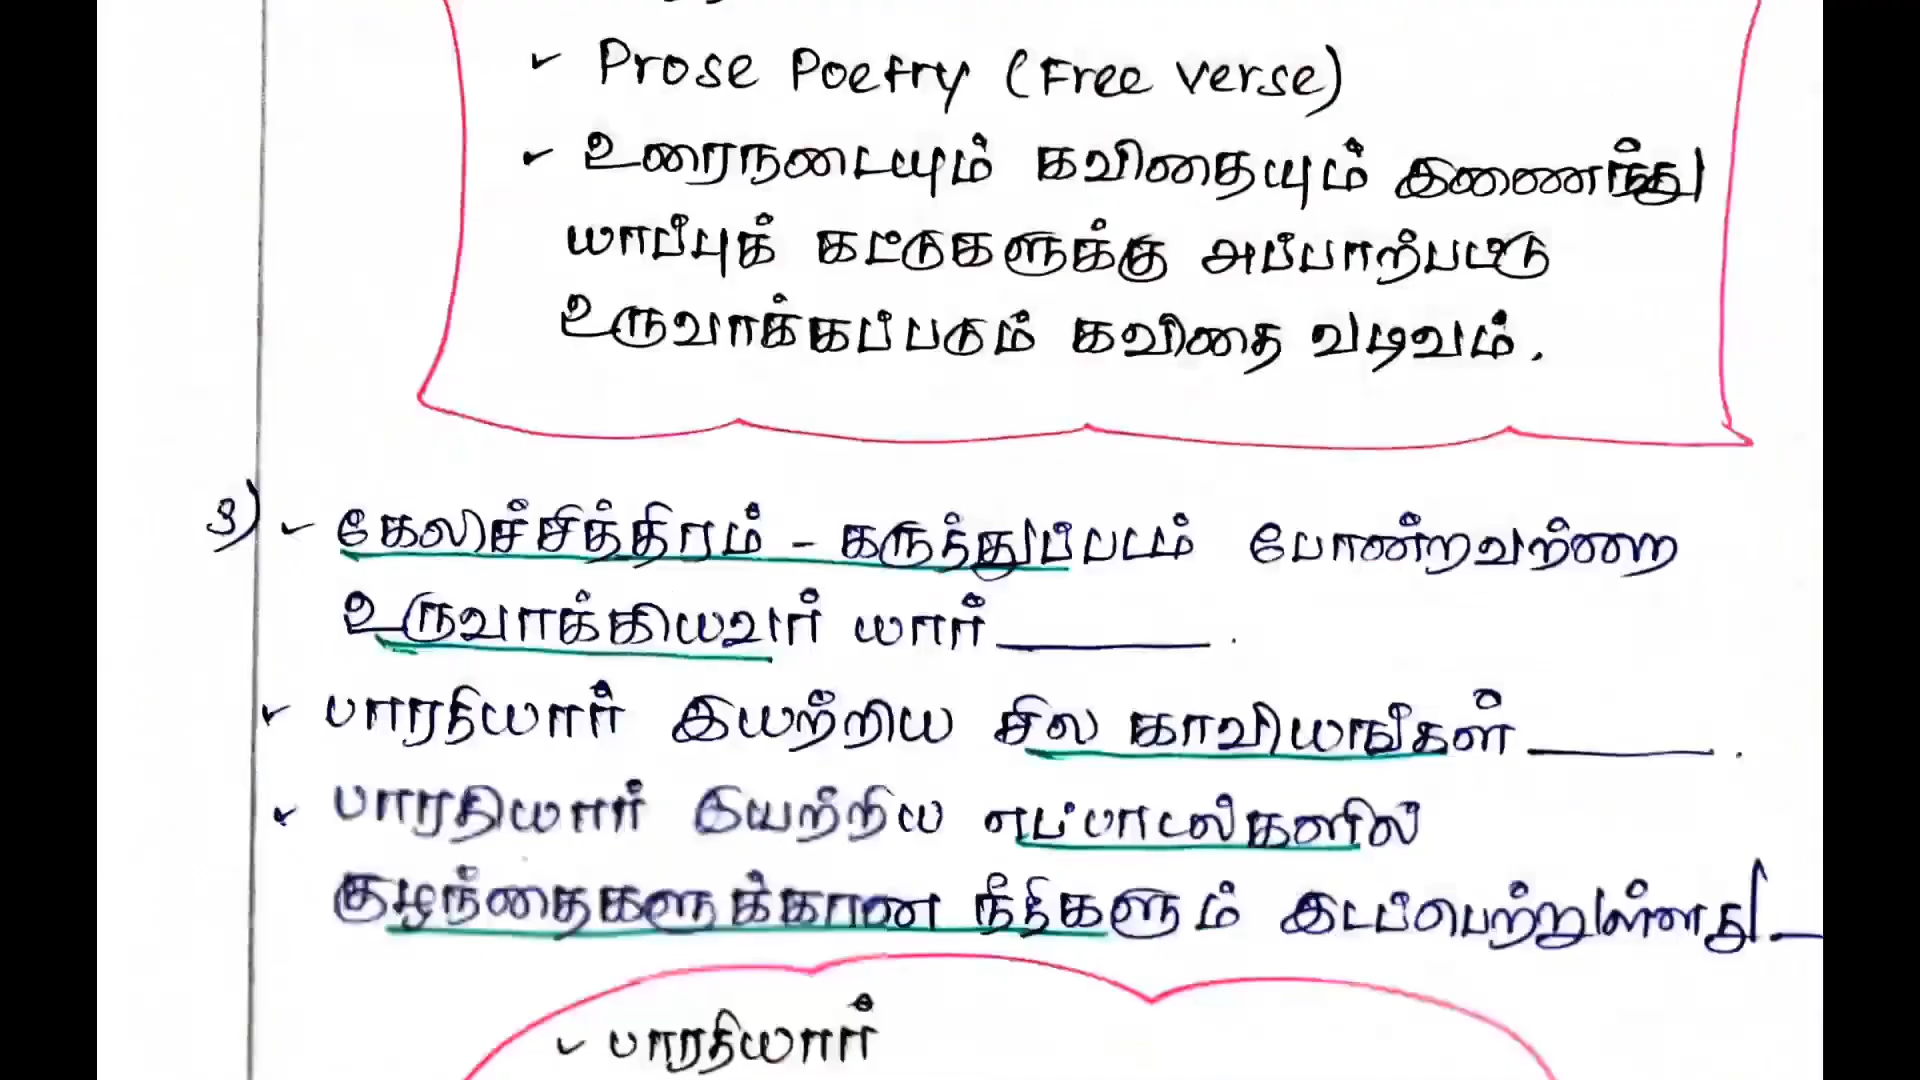 ✓ Prose Poetry (Free Verse)
✓ உரைநடையும் கவிதையும் இணைந்து
யாப்புக் கட்டுகளுக்கு அப்பாற்பட்டு
உருவாக்கப்படும் கவிதை வடிவம்.
3) ✓ கேலிச்சித்திரம் - கருத்துப்படம் போன்றவற்றை
உருவாக்கியவர் யார் ______ .
✓ பாரதியார் இயற்றிய சில காவியங்கள் ______ .
✓ பாரதியார் இயற்றிய எப்பாடல்களில்
குழந்தைகளுக்கான நீதிகளும் இடப்பெற்றுள்ளது __
✓ பாரதியார்